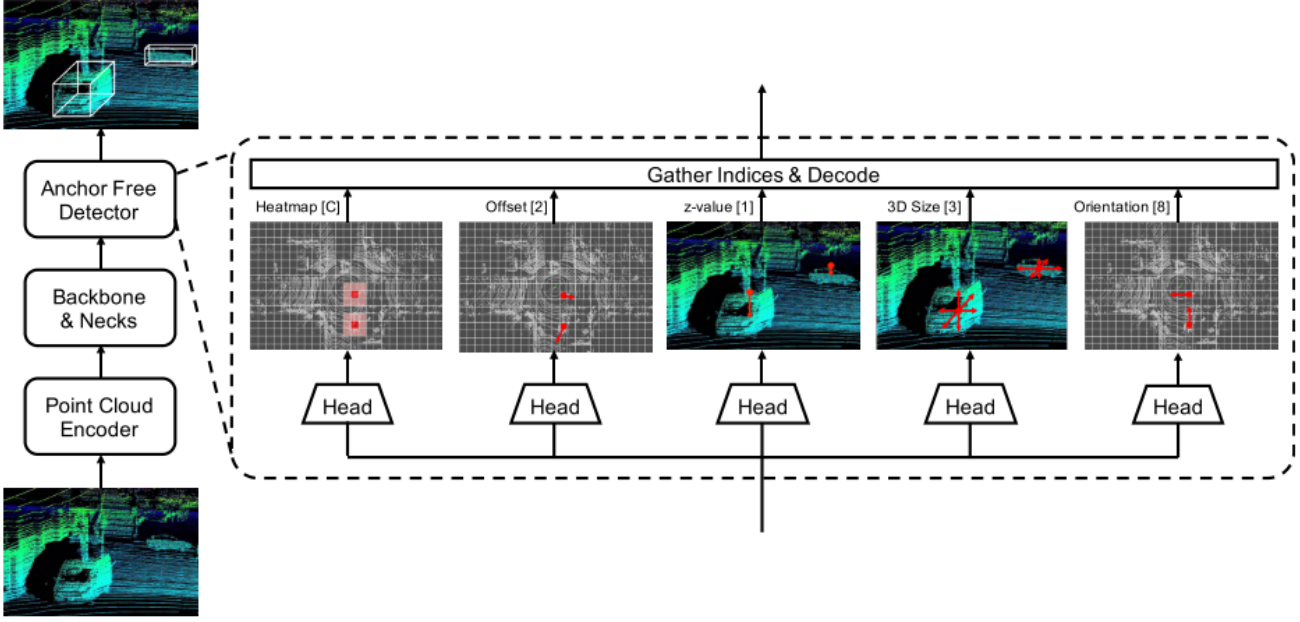 Anchor Free
Detector
Backbone
& Necks
Point Cloud
Encoder
Gather Indices & Decode
Heatmap [C]
Offset [2]
z-value [1]
3D Size [3]
Orientation [8]
Head
Head
Head
Head
Head